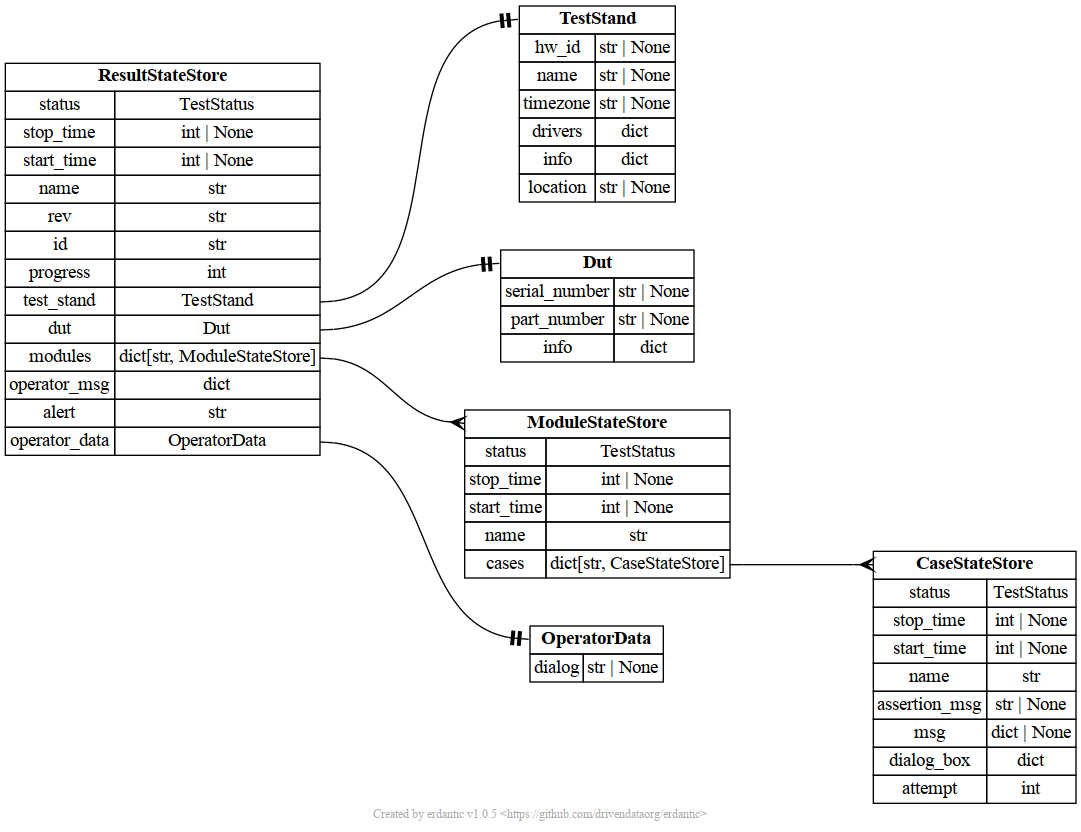 ResultStateStore
status TestStatus
stop_time int | None
start_time int | None
name str
rev str
id str
progress int
test_stand TestStand
dut Dut
modules dict[str, ModuleStateStore]
operator_msg dict
alert str
operator_data OperatorData
TestStand
hw_id str | None
name str | None
timezone str | None
drivers dict
info dict
location str | None
Dut
serial_number str | None
part_number str | None
info dict
ModuleStateStore
status TestStatus
stop_time int | None
start_time int | None
name str
cases dict[str, CaseStateStore]
OperatorData
dialog str | None
CaseStateStore
status TestStatus
stop_time int | None
start_time int | None
name str
assertion_msg str | None
msg dict | None
dialog_box dict
attempt int
Created by erdantic v1.0.5 <https://github.com/drivendataorg/erdantic>